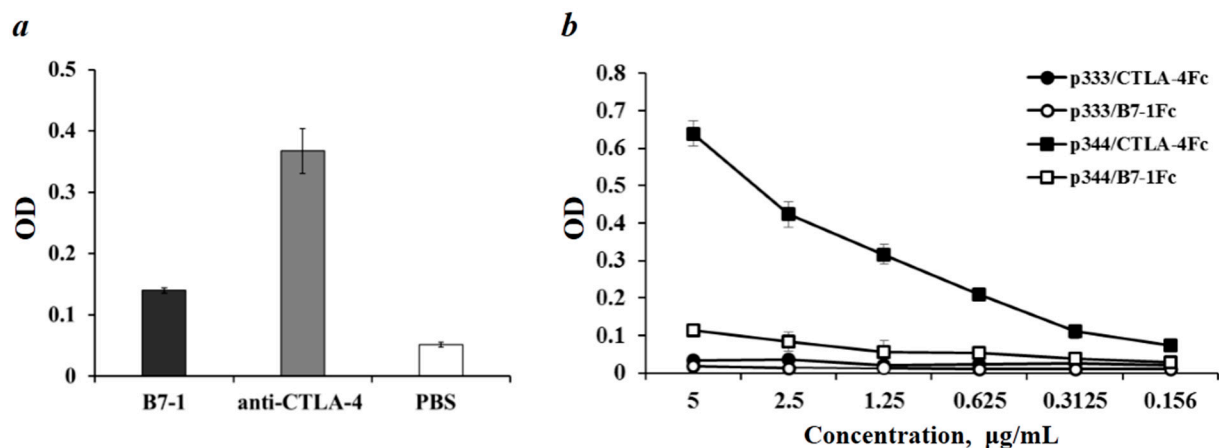 a
OD
0.5
0.4
0.3
0.2
0.1
0
B7-1 anti-CTLA-4 PBS
b
OD
0.8
0.7
0.6
0.5
0.4
0.3
0.2
0.1
0
p333/CTLA-4Fc
p333/B7-1Fc
p344/CTLA-4Fc
p344/B7-1Fc
5 2.5 1.25 0.625 0.3125 0.156
Concentration, μg/mL